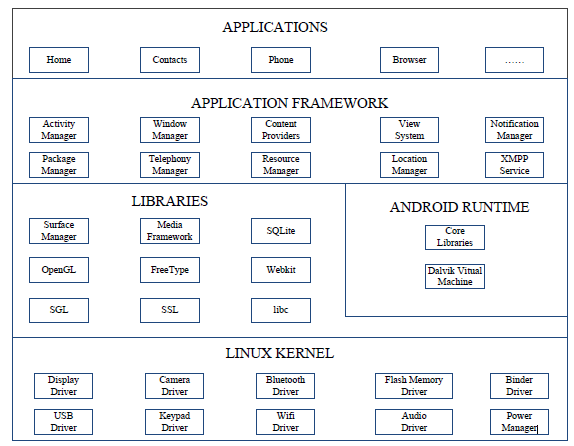 APPLICATIONS
Home
Contacts
Phone
Browser
......
APPLICATION FRAMEWORK
Activity
Manager
Window
Manager
Content
Providers
View
System
Notification
Manager
Package
Manager
Telephony
Manager
Resource
Manager
Location
Manager
XMPP
Service
LIBRARIES
Surface
Manager
Media
Framework
SQLite
OpenGL
FreeType
Webkit
SGL
SSL
libc
ANDROID RUNTIME
Core
Libraries
Dalvik Vitual
Machine
LINUX KERNEL
Display
Driver
Camera
Driver
Bluetooth
Driver
Flash Memory
Driver
Binder
Driver
USB
Driver
Keypad
Driver
Wifi
Driver
Audio
Driver
Power
Manager